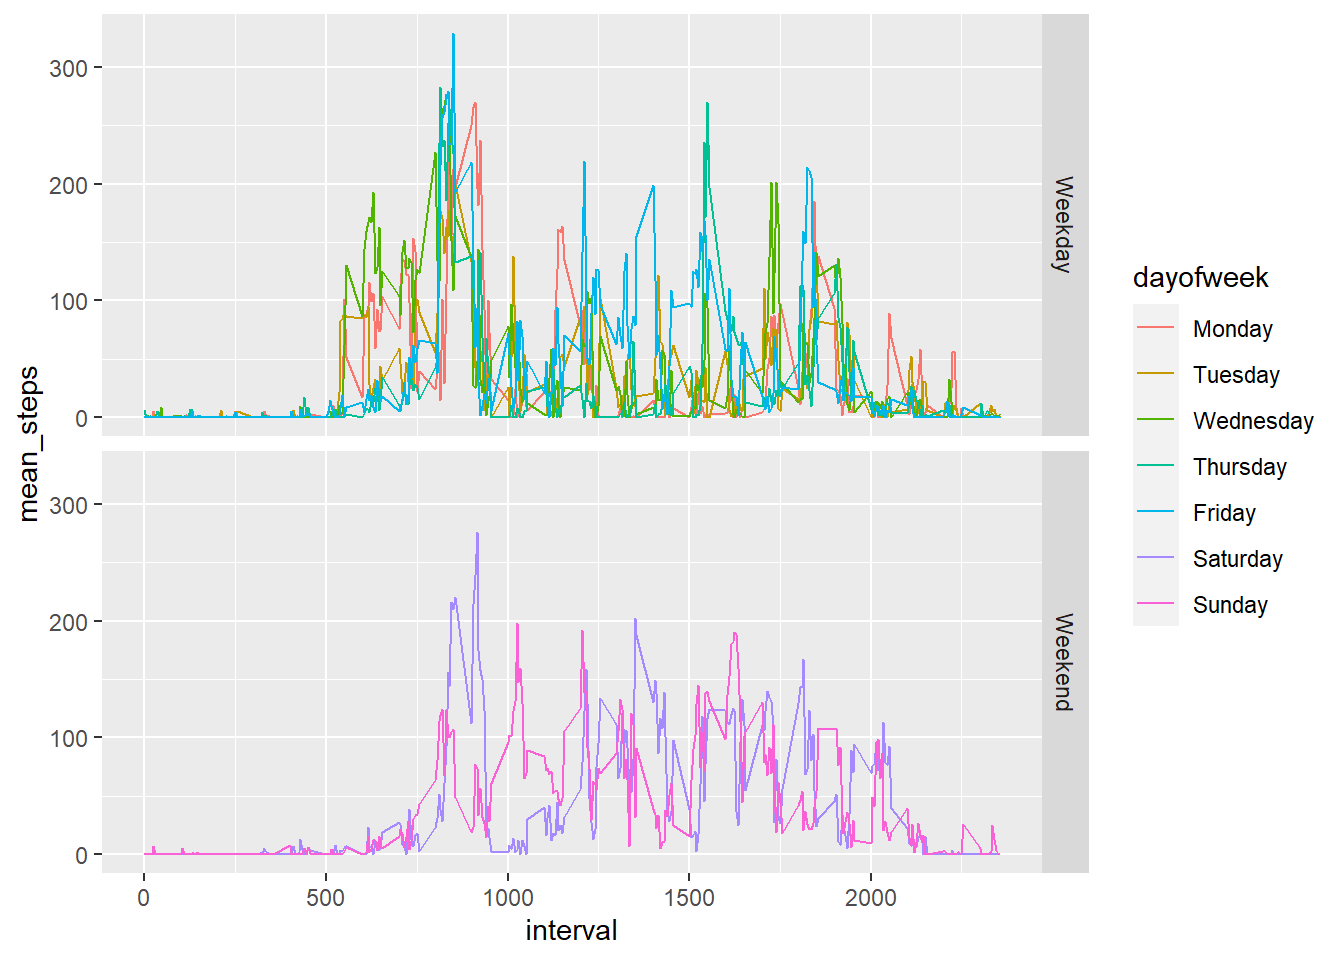 mean_steps
300
200
100
0
Weekday
300
200
100
0
Weekend
0 500 1000 1500 2000
interval
dayofweek
Monday
Tuesday
Wednesday
Thursday
Friday
Saturday
Sunday